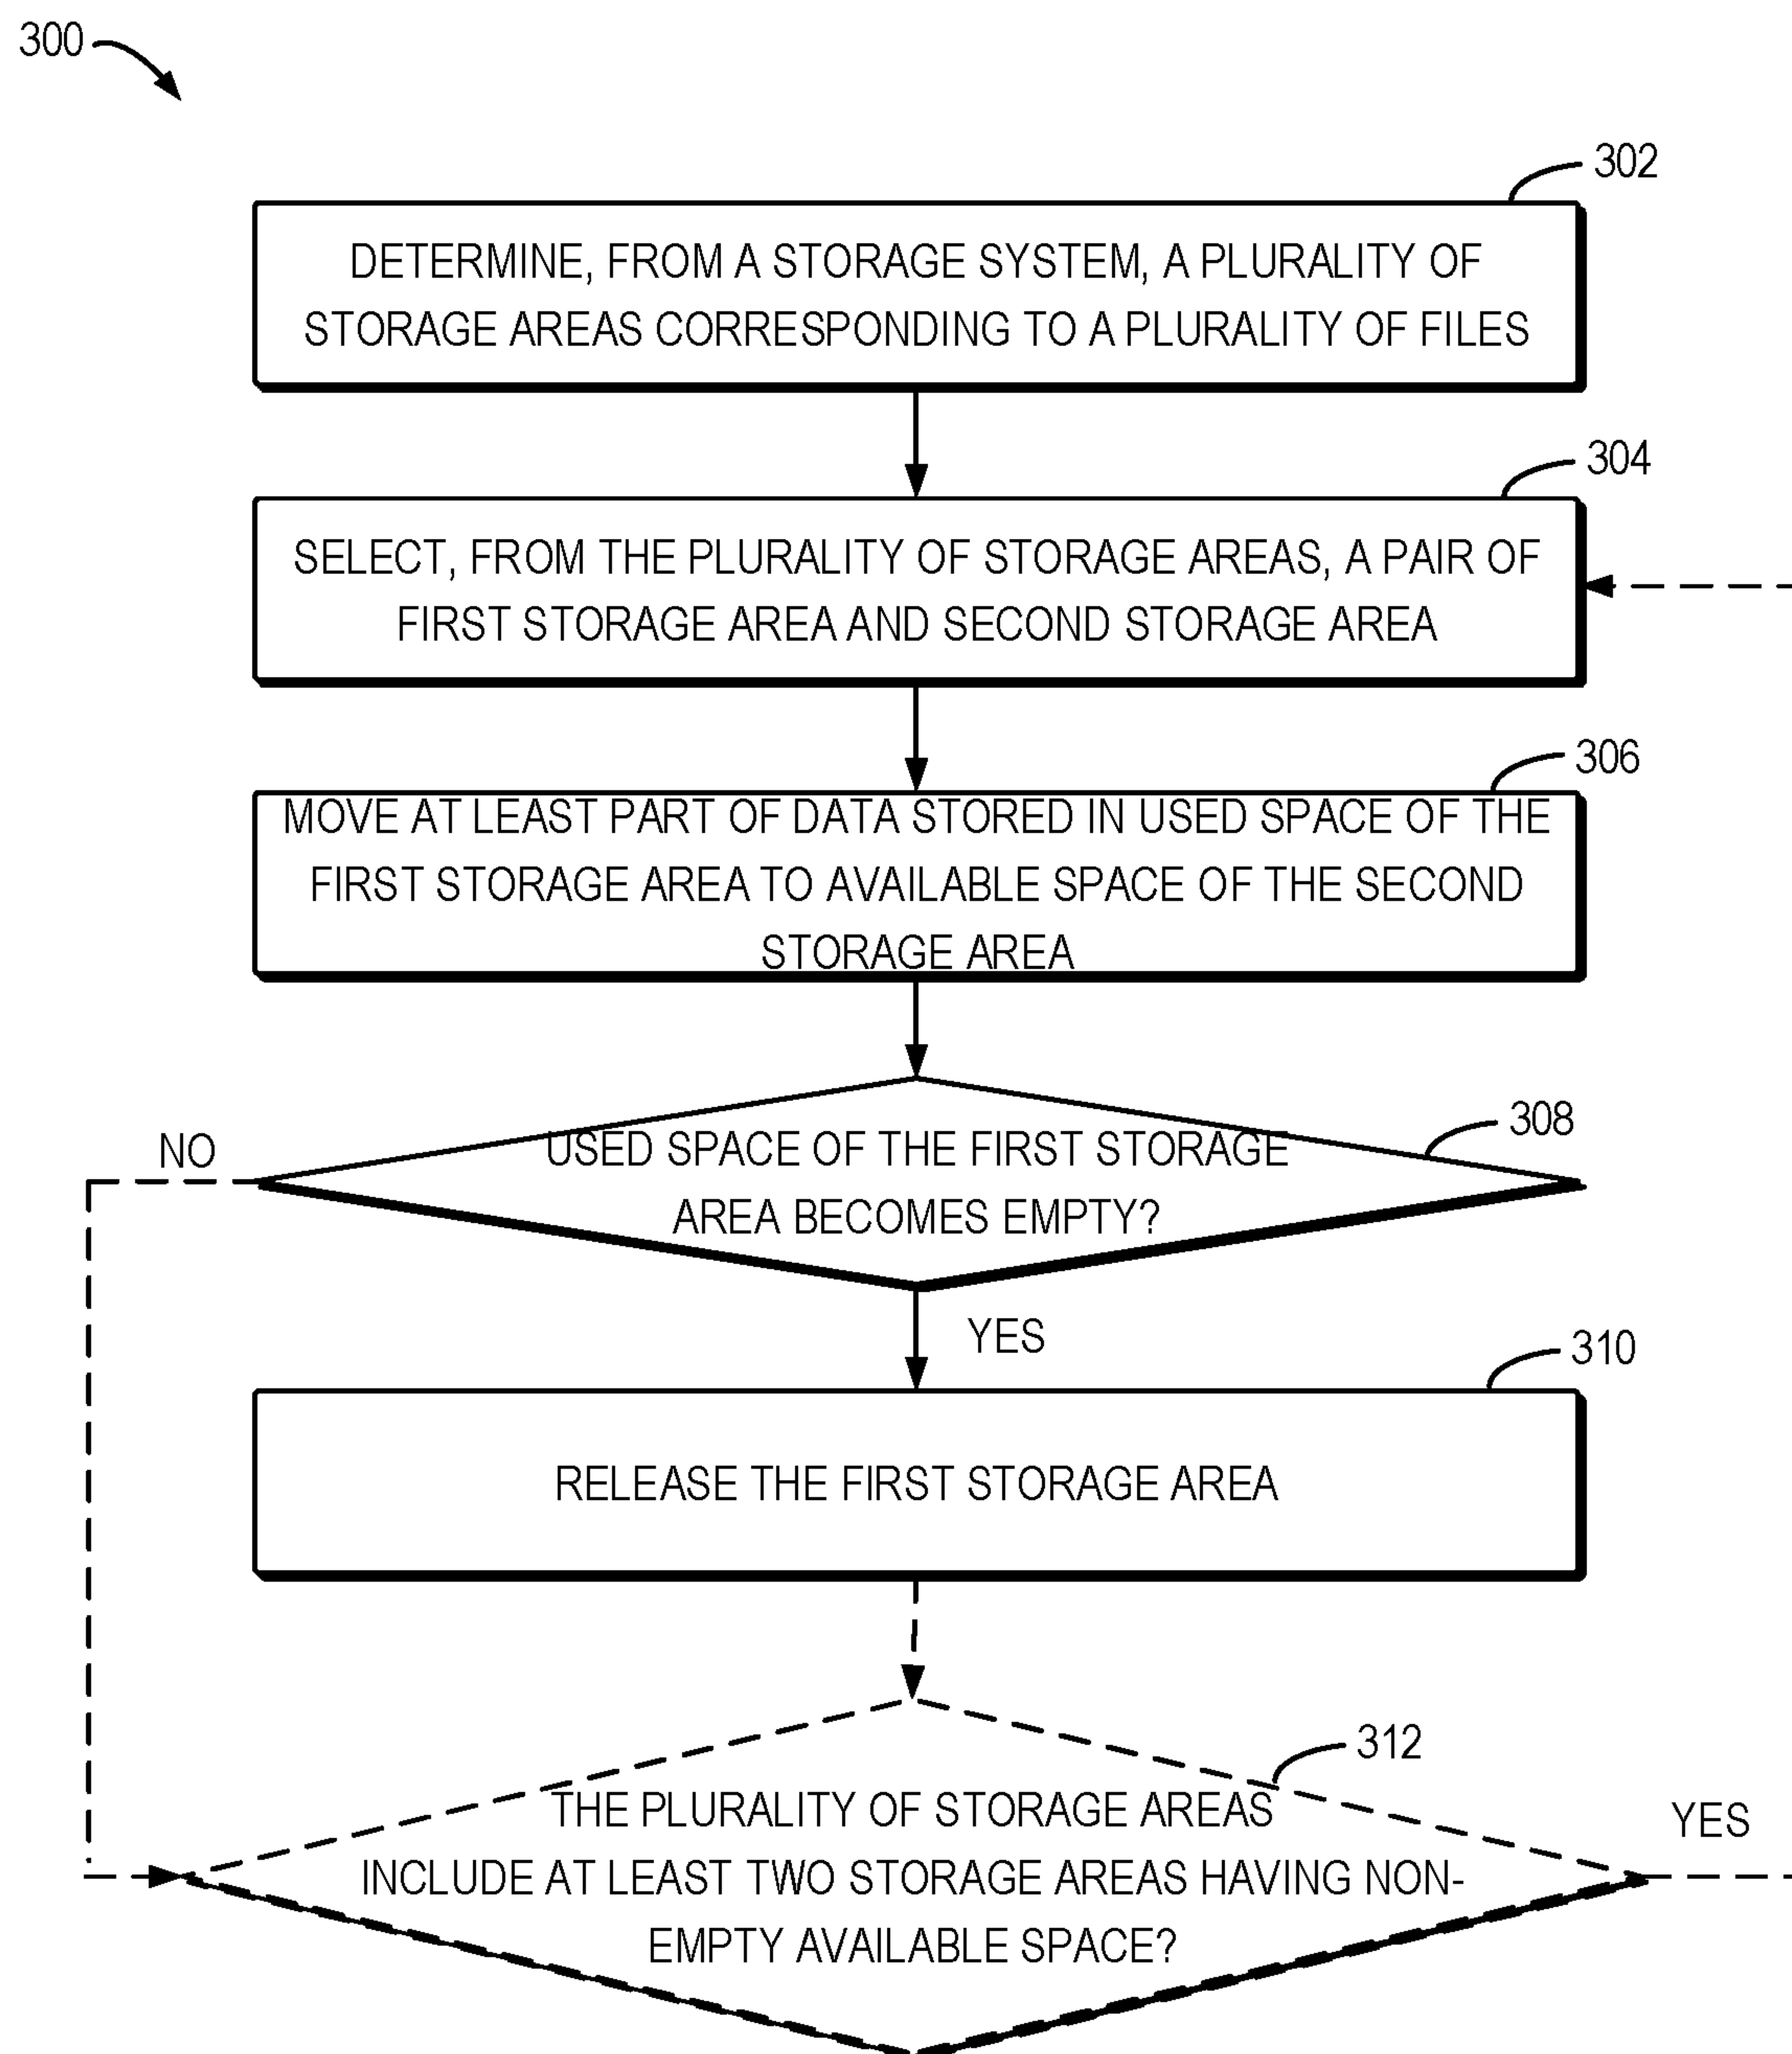 300
302
DETERMINE, FROM A STORAGE SYSTEM, A PLURALITY OF
STORAGE AREAS CORRESPONDING TO A PLURALITY OF FILES
304
SELECT, FROM THE PLURALITY OF STORAGE AREAS, A PAIR OF
FIRST STORAGE AREA AND SECOND STORAGE AREA
306
MOVE AT LEAST PART OF DATA STORED IN USED SPACE OF THE
FIRST STORAGE AREA TO AVAILABLE SPACE OF THE SECOND
STORAGE AREA
308
NO
USED SPACE OF THE FIRST STORAGE
AREA BECOMES EMPTY?
YES
310
RELEASE THE FIRST STORAGE AREA
312
THE PLURALITY OF STORAGE AREAS
YES
INCLUDE AT LEAST TWO STORAGE AREAS HAVING NON-
EMPTY AVAILABLE SPACE?